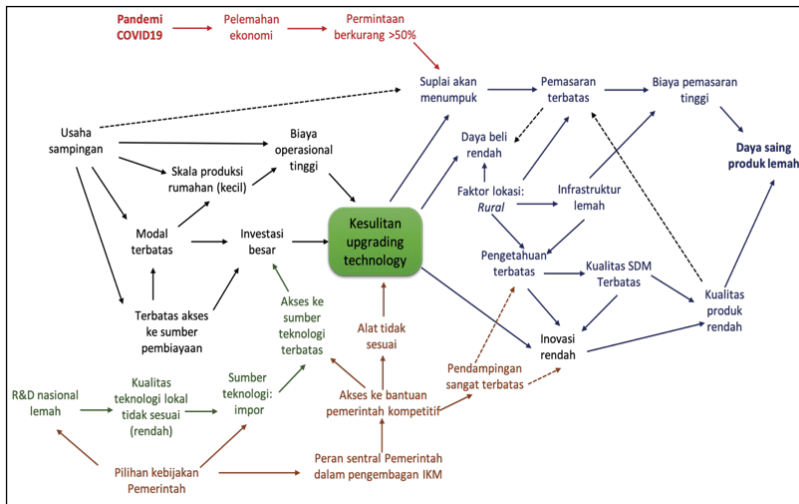 Pandemi
COVID19
Pelemahan
ekonomi
Permintaan
berkurang >50%
Suplai akan
menumpuk
Pemasaran
terbatas
Biaya pemasaran
tinggi
Usaha
sampingan
Biaya
operasional
tinggi
Daya beli
rendah
Daya saing
produk lemah
Skala produksi
rumahan (kecil)
Faktor lokasi:
Rural
Infrastruktur
lemah
Modal
terbatas
Investasi
besar
Kesulitan
upgrading
technology
Pengetahuan
terbatas
Kualitas SDM
Terbatas
Kualitas
produk
rendah
Terbatas akses
ke sumber
pembiayaan
Akses ke
sumber
teknologi
terbatas
Alat tidak
sesuai
Inovasi
rendah
Pendampingan
sangat terbatas
R&D nasional
lemah
Kualitas
teknologi lokal
tidak sesuai
(rendah)
Sumber
teknologi:
impor
Akses ke bantuan
pemerintah kompetitif
Pilihan kebijakan
Pemerintah
Peran sentral Pemerintah
dalam pengembagan IKM